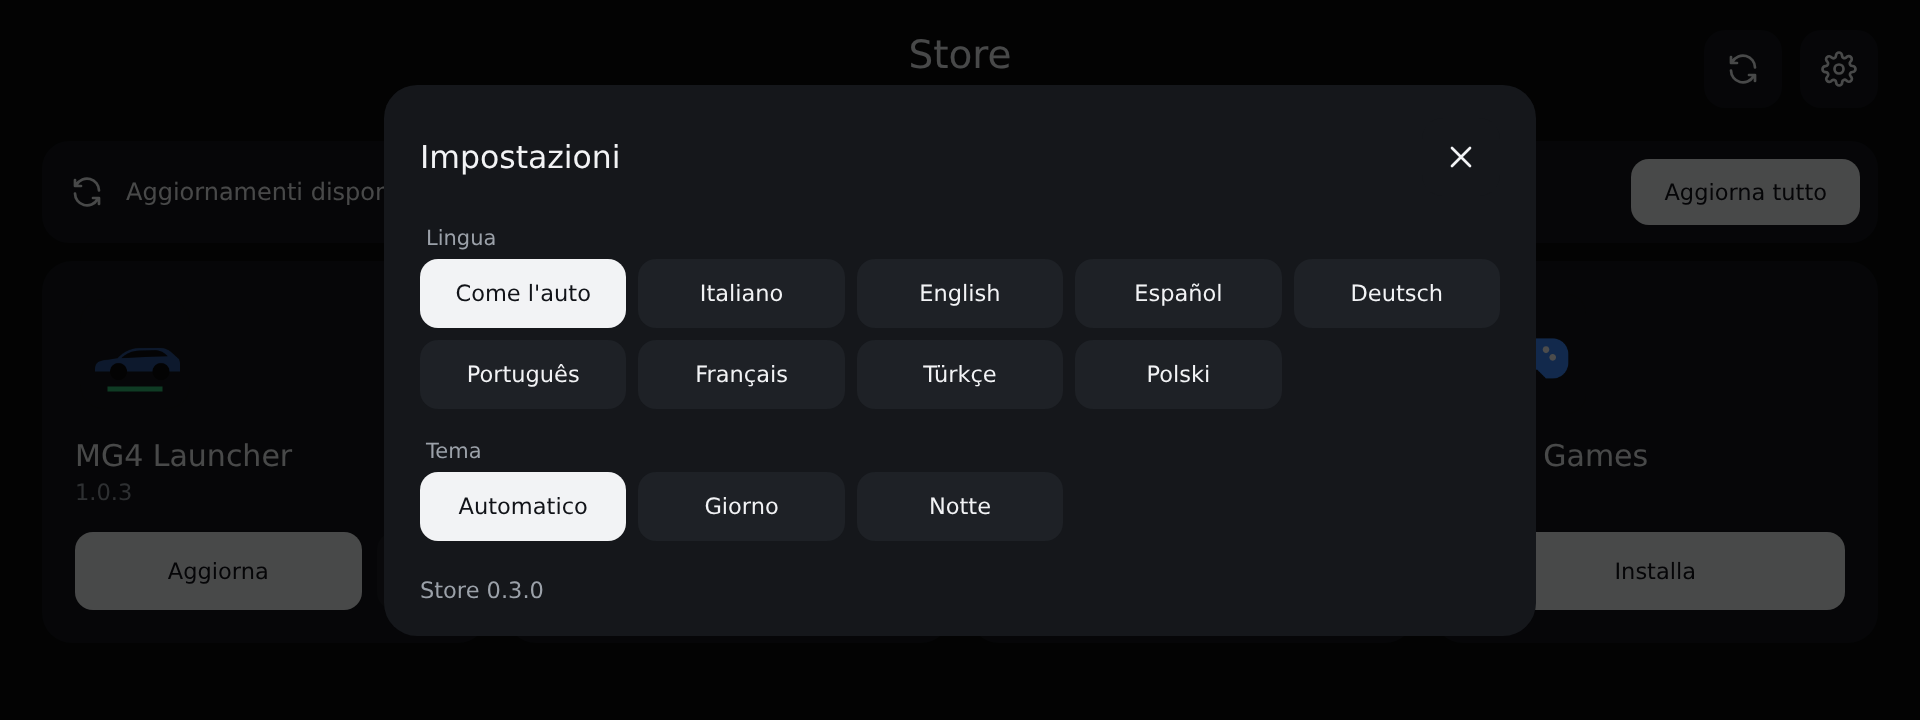 Store
Aggiornamenti dispor
Aggiorna tutto
Impostazioni
Lingua
Come l'auto
Italiano
English
Español
Deutsch
Português
Français
Türkçe
Polski
Tema
Automatico
Giorno
Notte
Store 0.3.0
MG4 Launcher
1.0.3
Aggiorna
Games
Installa